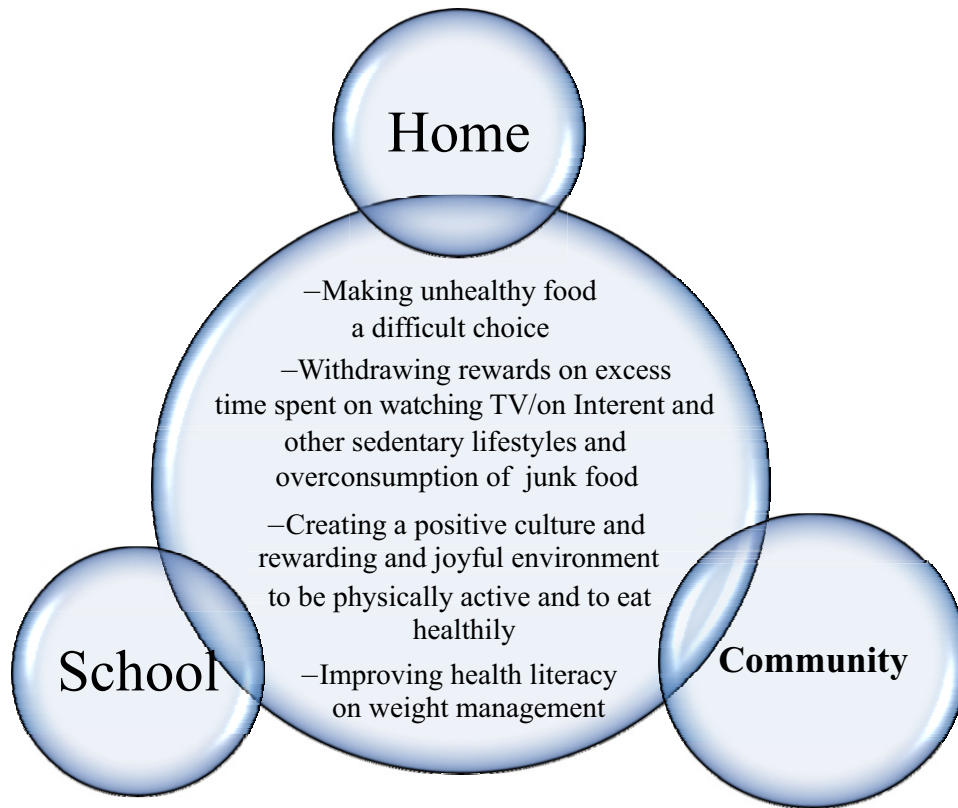 Home
–Making unhealthy food
a difficult choice
–Withdrawing rewards on excess
time spent on watching TV/on Interent and
other sedentary lifestyles and
overconsumption of junk food
–Creating a positive culture and
rewarding and joyful environment
to be physically active and to eat
healthily
–Improving health literacy
on weight management
School
Community